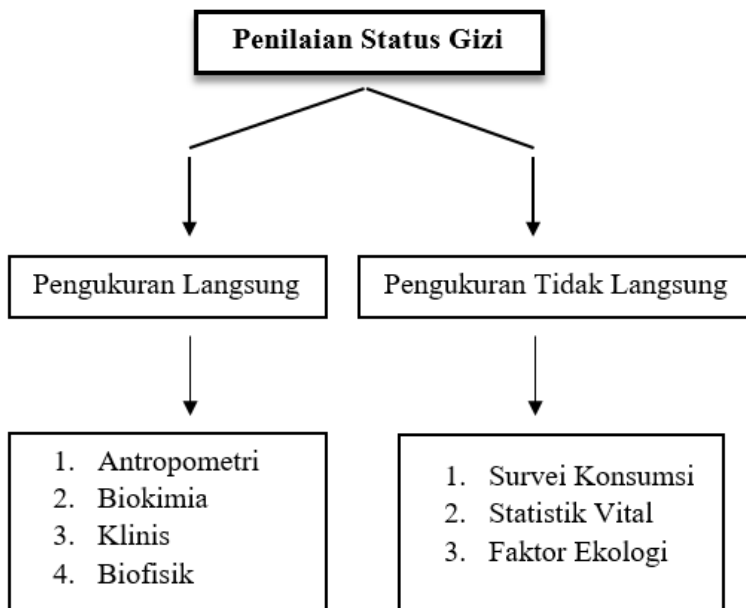 Penilaian Status Gizi
Pengukuran Langsung
Pengukuran Tidak Langsung
1. Antropometri
2. Biokimia
3. Klinis
4. Biofisik
1. Survei Konsumsi
2. Statistik Vital
3. Faktor Ekologi